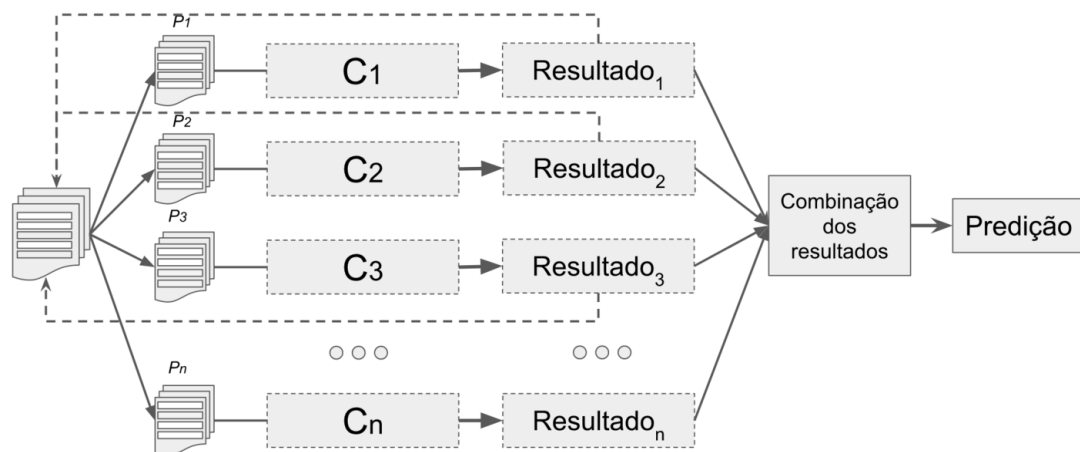 P1
C1
Resultado1
P2
C2
Resultado2
P3
C3
Resultado3
Pn
Cn
Resultadon
Combinação
dos
resultados
Predição